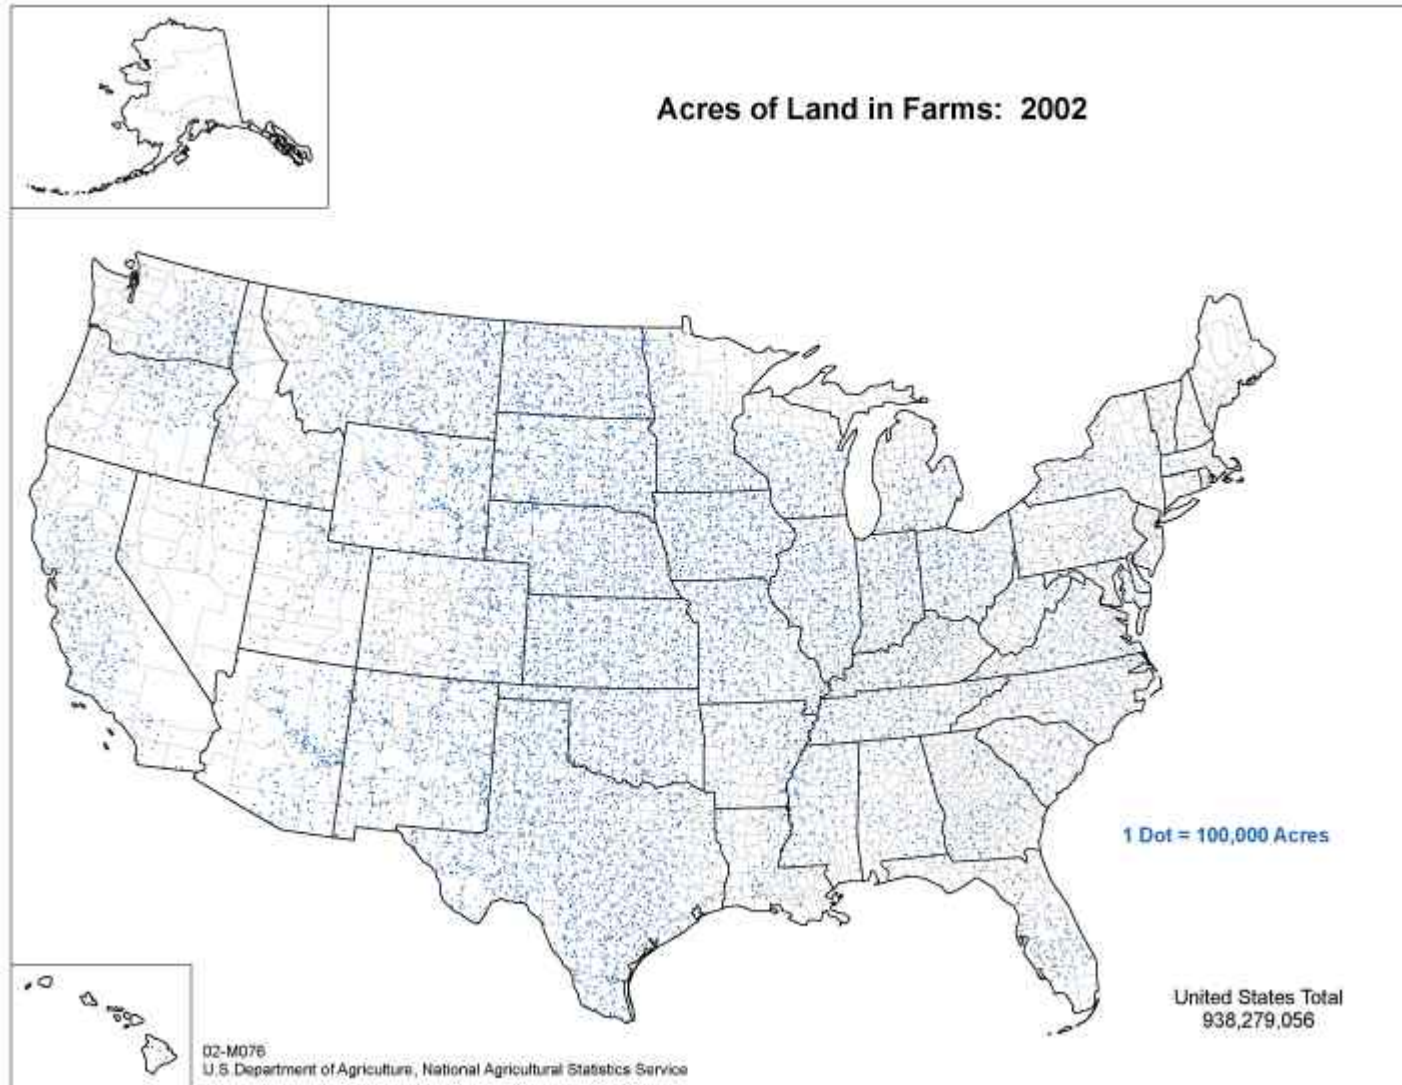 Acres of Land in Farms: 2002
1 Dot = 100,000 Acres
United States Total
938,279,056
02-M076
U.S.Department of Agriculture, National Agricultural Statistics Service